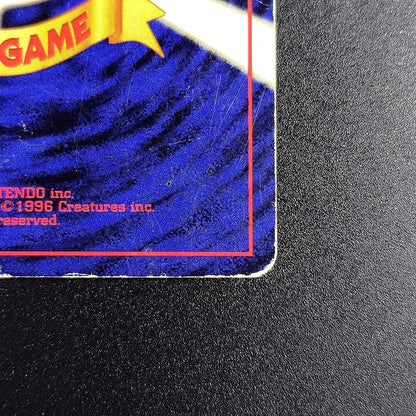 GAME
TENDO inc.
©1996 Creatures inc.
reserved.